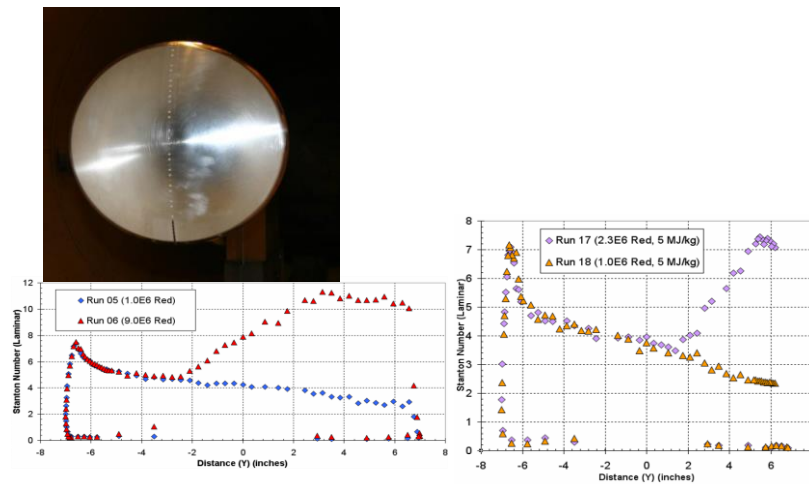 12
10
8
6
4
2
0
Stanton Number (Laminar)
Run 05 (1.0E6 Red)
Run 06 (9.0E6 Red)
-8 -6 -4 -2 0 2 4 6 8
Distance (Y) (inches)
8
7
6
5
4
3
2
1
0
Stanton Number (Laminar)
Run 17 (2.3E6 Red, 5 MJ/kg)
Run 18 (1.0E6 Red, 5 MJ/kg)
-8 -6 -4 -2 0 2 4 6
Distance (Y) (inches)